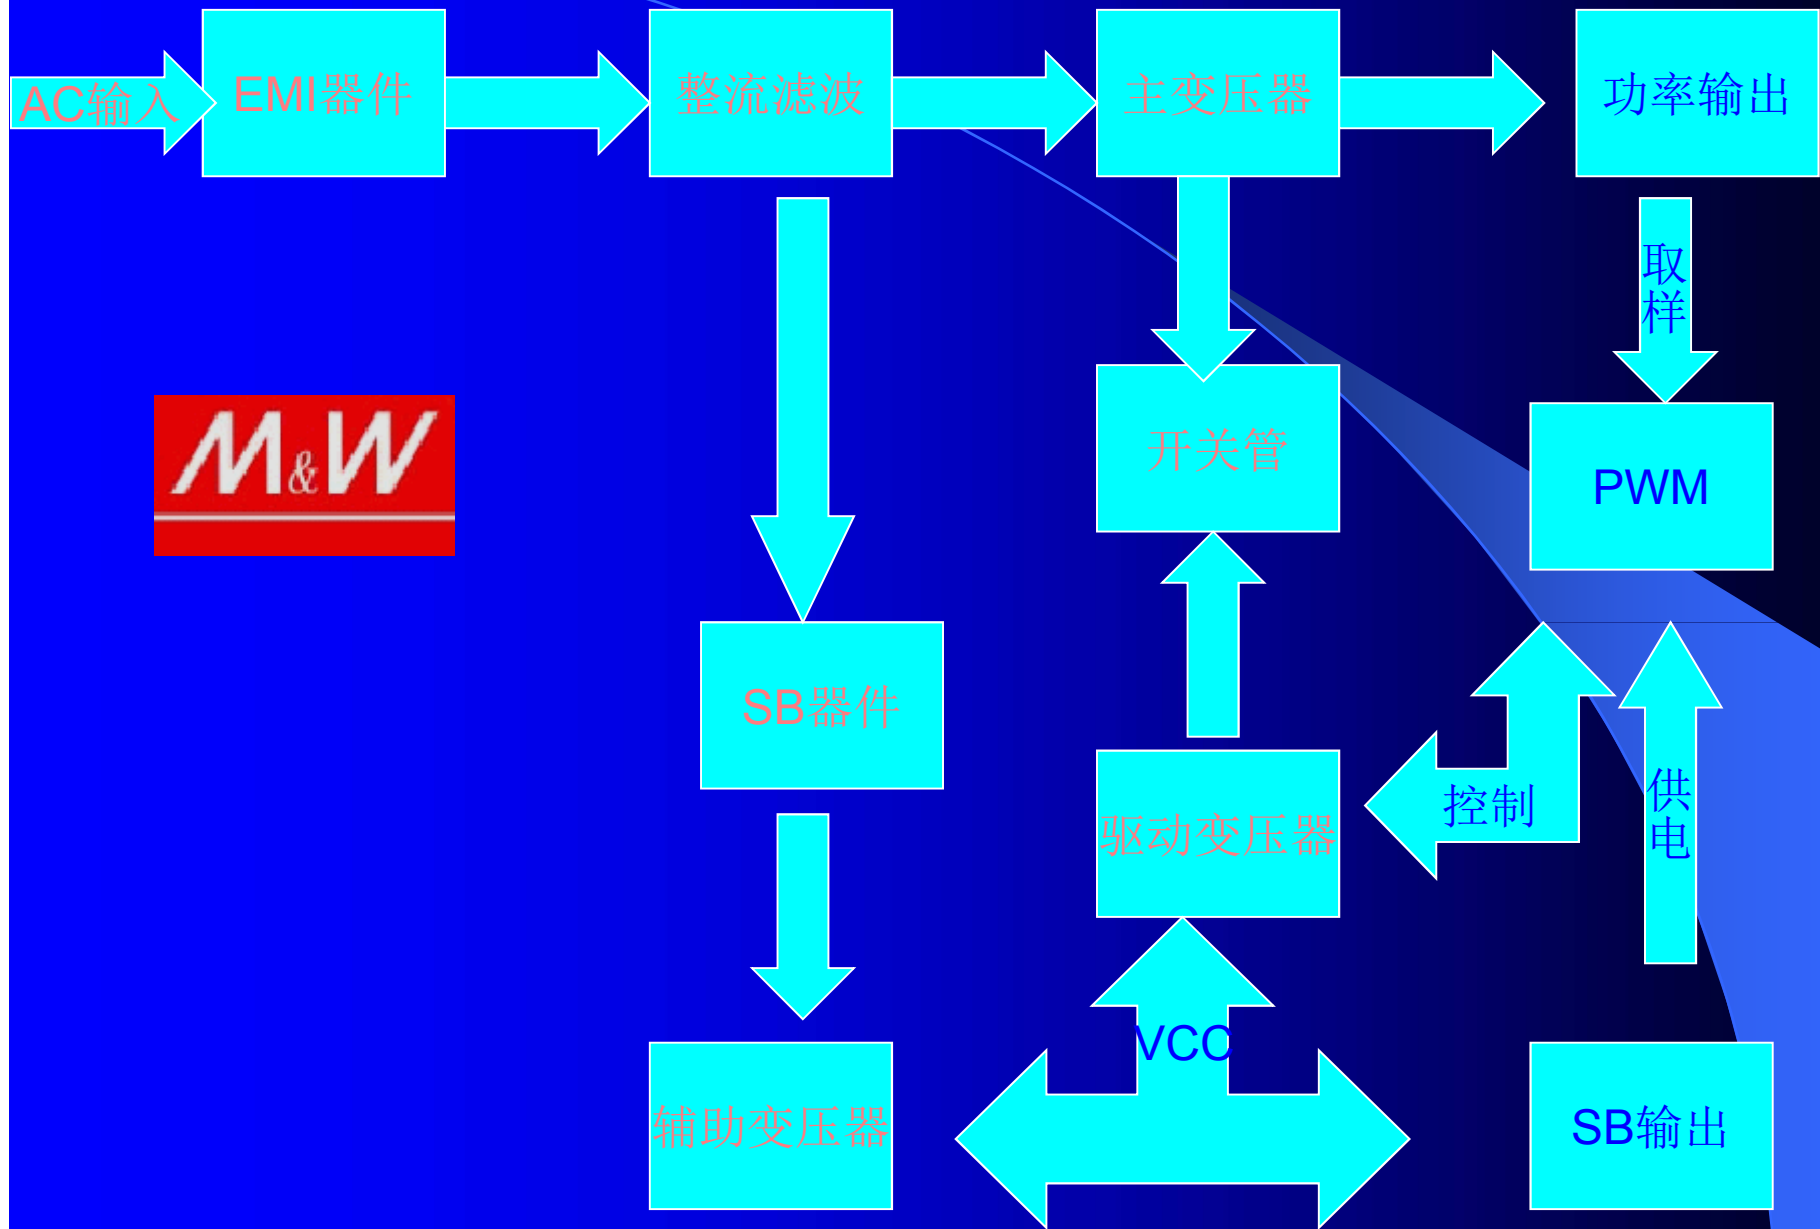 AC输入
EMI器件
整流滤波
主变压器
功率输出
取
样
M&W
开关管
PWM
SB器件
驱动变压器
控制
供
电
VCC
辅助变压器
SB输出